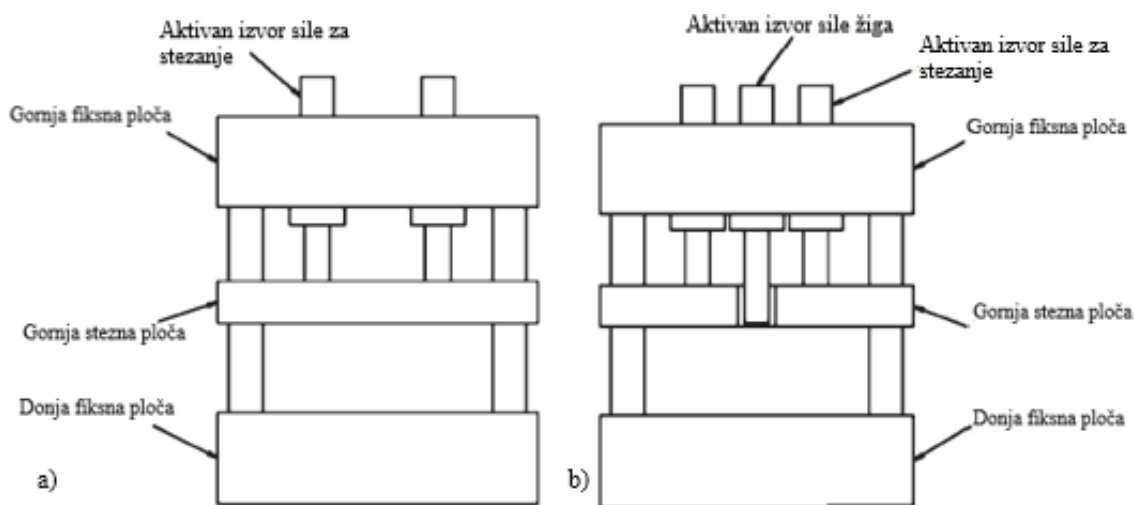 Aktivan izvor sile za
stezanje
Gornja fiksna ploča
Gornja stezna ploča
Donja fiksna ploča
a)
Aktivan izvor sile žiga
Aktivan izvor sile za
stezanje
Gornja fiksna ploča
Gornja stezna ploča
Donja fiksna ploča
b)